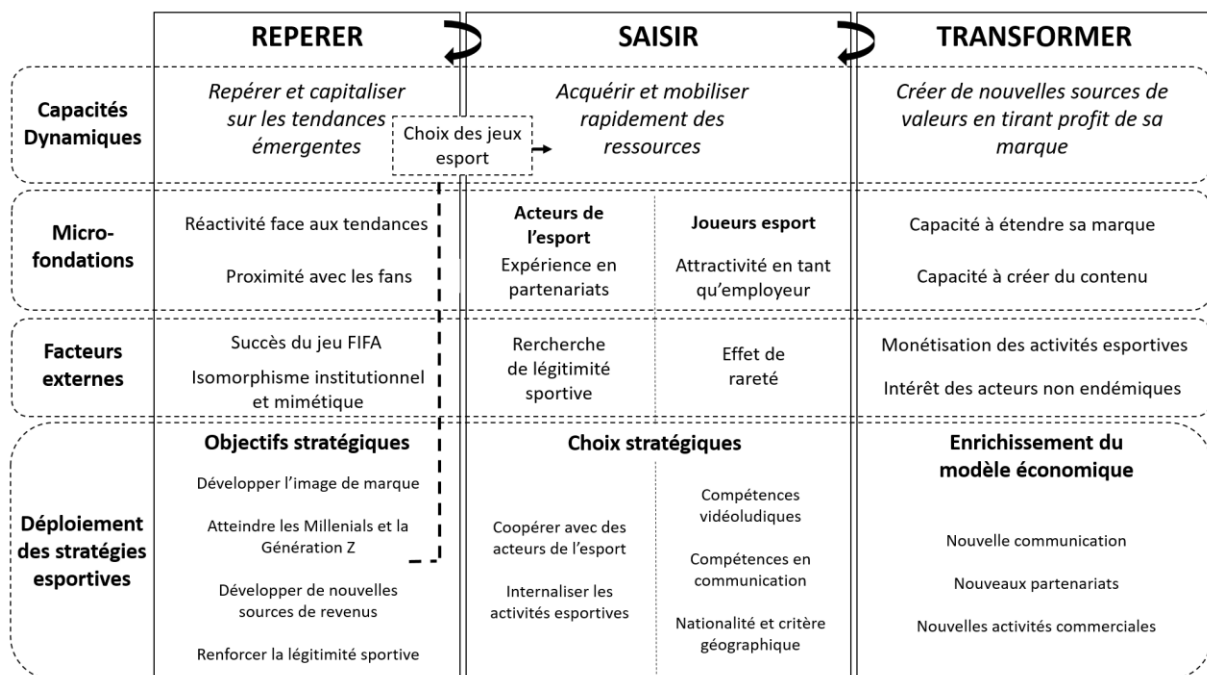 REPERER
SAISIR
TRANSFORMER
Capacités
Dynamiques
Repérer et capitaliser
sur les tendances
émergentes
Choix des jeux
esport
Acquérir et mobiliser
rapidement des
ressources
Créer de nouvelles sources de
valeurs en tirant profit de sa
marque
Micro-
fondations
Réactivité face aux tendances
Proximité avec les fans
Acteurs de
l'esport
Expérience en
partenariats
Joueurs esport
Attractivité en tant
qu'employeur
Capacité à étendre sa marque
Capacité à créer du contenu
Facteurs
externes
Succès du jeu FIFA
Isomorphisme institutionnel
et mimétique
Rercherche
de légitimité
sportive
Effet de
rareté
Monétisation des activités esportives
Intérêt des acteurs non endémiques
Déploiement
des stratégies
esportives
Objectifs stratégiques
Développer l'image de marque
Atteindre les Millenials et la
Génération Z
Développer de nouvelles
sources de revenus
Renforcer la légitimité sportive
Choix stratégiques
Coopérer avec des
acteurs de l'esport
Internaliser les
activités esportives
Compétences
vidéoludiques
Compétences en
communication
Nationalité et critère
géographique
Enrichissement du
modèle économique
Nouvelle communication
Nouveaux partenariats
Nouvelles activités commerciales